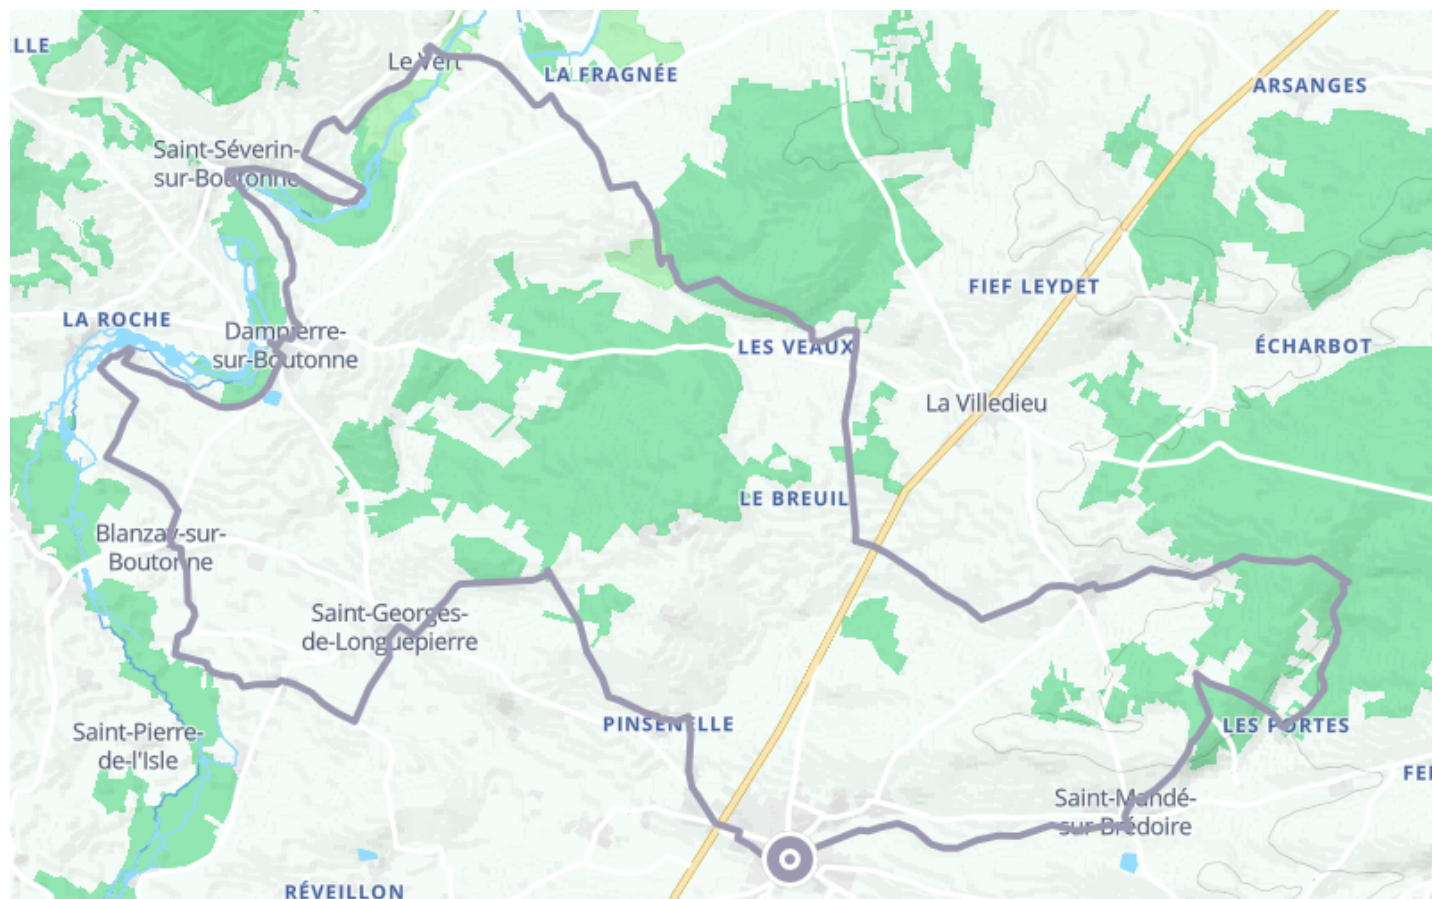 ELLE
Le Vert
LA FRAGNÉE
ARSANGES
Saint-Séverin-
sur-Boutonne
FIEF LEYDET
LA ROCHE
Dampierre-
sur-Boutonne
LES VEAUX
ÉCHARBOT
La Villedieu
LE BREUIL
Blanzay-sur-
Boutonne
Saint-Georges-
de-Longuepierre
PINSENELLE
LES PORTES
Saint-Pierre-
de-l'Isle
FEI
Saint-Mandé-
sur-Brédoire
RÉVEILLON